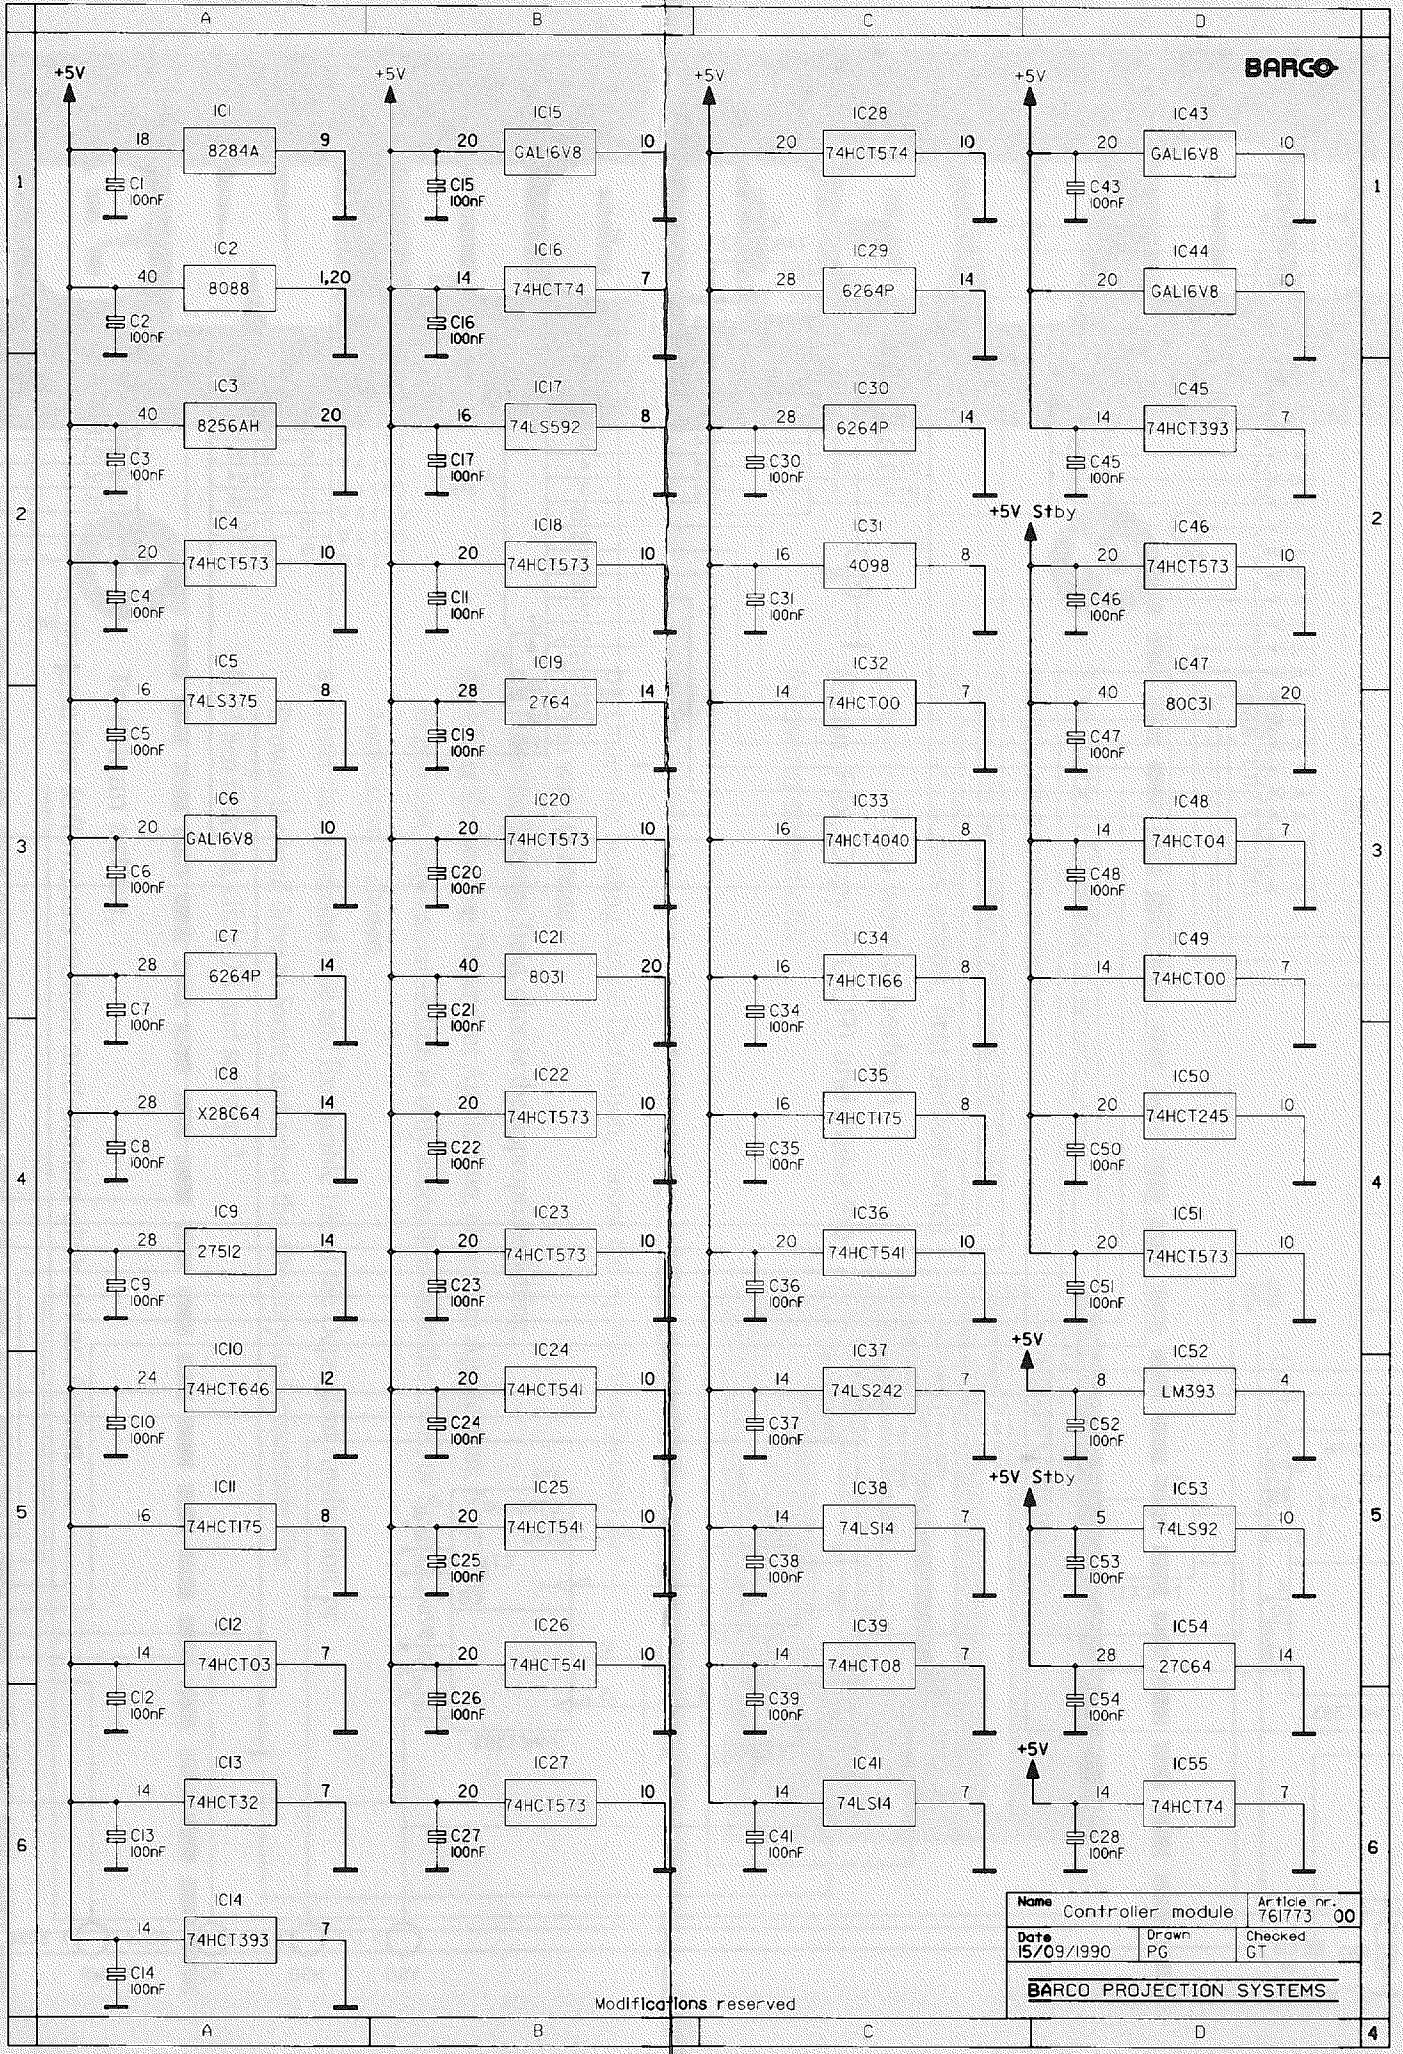 A B C D
BARCO
+5V
IC1
18 8284A 9
C1
100nF
IC2
40 8088 1,20
C2
100nF
IC3
40 8256AH 20
C3
100nF
IC4
20 74HCT573 10
C4
100nF
IC5
16 74LS375 8
C5
100nF
IC6
20 GAL16V8 10
C6
100nF
IC7
28 6264P 14
C7
100nF
IC8
28 X28C64 14
C8
100nF
IC9
28 27512 14
C9
100nF
IC10
24 74HCT646 12
C10
100nF
IC11
16 74HCT175 8
IC12
14 74HCT03 7
C12
100nF
IC13
14 74HCT32 7
C13
100nF
IC14
14 74HCT393 7
C14
100nF
+5V
IC15
20 GAL16V8 10
C15
100nF
IC16
14 74HCT74 7
C16
100nF
IC17
16 74LS592 8
C17
100nF
IC18
20 74HCT573 10
C11
100nF
IC19
28 2764 14
C19
100nF
IC20
20 74HCT573 10
C20
100nF
IC21
40 8031 20
C21
100nF
IC22
20 74HCT573 10
C22
100nF
IC23
20 74HCT573 10
C23
100nF
IC24
20 74HCT541 10
C24
100nF
IC25
20 74HCT541 10
C25
100nF
IC26
20 74HCT541 10
C26
100nF
IC27
20 74HCT573 10
C27
100nF
+5V
IC28
20 74HCT574 10
IC29
28 6264P 14
IC30
28 6264P 14
C30
100nF
IC31
16 4098 8
C31
100nF
IC32
14 74HCT00 7
IC33
16 74HCT4040 8
IC34
16 74HCT166 8
C34
100nF
IC35
16 74HCT175 8
C35
100nF
IC36
20 74HCT541 10
C36
100nF
IC37
14 74LS242 7
C37
100nF
IC38
14 74LS14 7
C38
100nF
IC39
14 74HCT08 7
C39
100nF
IC41
14 74LS14 7
C41
100nF
+5V
IC43
20 GAL16V8 10
C43
100nF
IC44
20 GAL16V8 10
IC45
14 74HCT393 7
C45
100nF
+5V Stby
IC46
20 74HCT573 10
C46
100nF
IC47
40 80C31 20
C47
100nF
IC48
14 74HCT04 7
C48
100nF
IC49
14 74HCT00 7
IC50
20 74HCT245 10
C50
100nF
IC51
20 74HCT573 10
C51
100nF
+5V
IC52
8 LM393 4
C52
100nF
+5V Stby
IC53
5 74LS92 10
C53
100nF
IC54
28 27C64 14
C54
100nF
+5V
IC55
14 74HCT74 7
C28
100nF
1 1
2 2
3 3
4 4
5 5
6 6
Name Controller module
Article nr.
761773 00
Date
15/09/1990
Drawn
PG
Checked
GT
BARCO PROJECTION SYSTEMS
Modifications reserved
A B C D 4